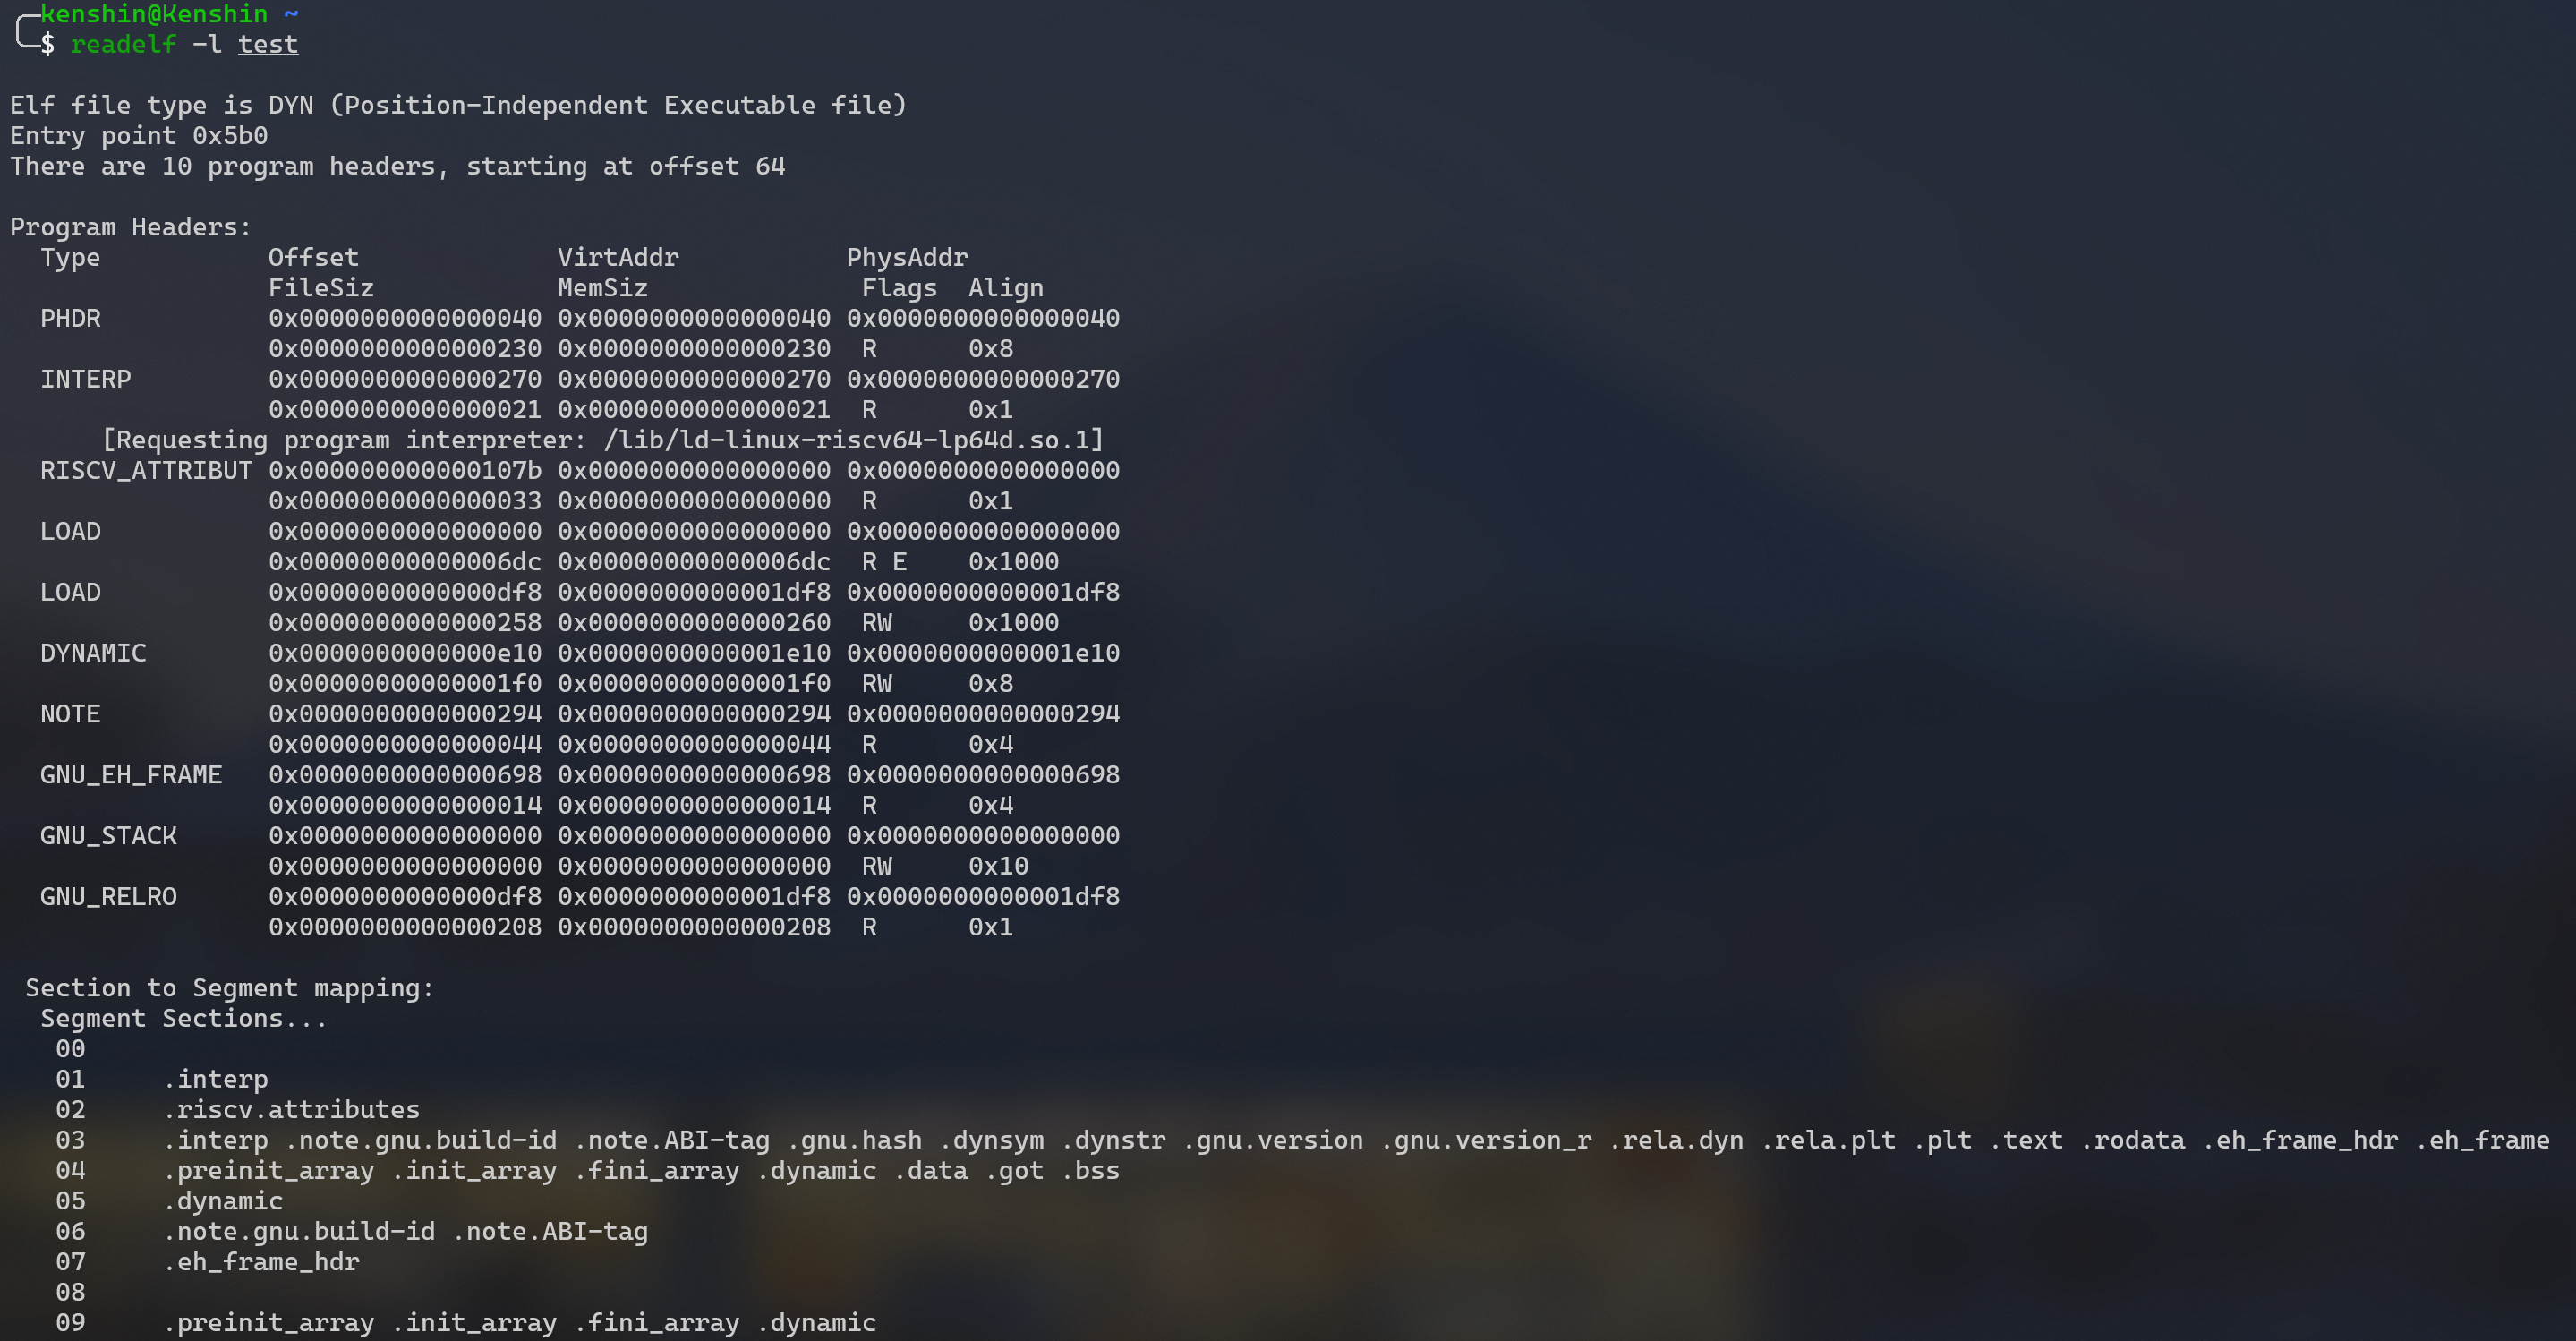 kenshin@Kenshin ~
$ readelf -l test
Elf file type is DYN (Position-Independent Executable file)
Entry point 0x5b0
There are 10 program headers, starting at offset 64
Program Headers:
  Type           Offset             VirtAddr           PhysAddr
                 FileSiz            MemSiz              Flags  Align
  PHDR           0x0000000000000040 0x0000000000000040 0x0000000000000040
                 0x0000000000000230 0x0000000000000230  R      0x8
  INTERP         0x0000000000000270 0x0000000000000270 0x0000000000000270
                 0x0000000000000021 0x0000000000000021  R      0x1
      [Requesting program interpreter: /lib/ld-linux-riscv64-lp64d.so.1]
  RISCV_ATTRIBUT 0x000000000000107b 0x0000000000000000 0x0000000000000000
                 0x0000000000000033 0x0000000000000000  R      0x1
  LOAD           0x0000000000000000 0x0000000000000000 0x0000000000000000
                 0x00000000000006dc 0x00000000000006dc  R E    0x1000
  LOAD           0x0000000000000df8 0x0000000000001df8 0x0000000000001df8
                 0x0000000000000258 0x0000000000000260  RW     0x1000
  DYNAMIC        0x0000000000000e10 0x0000000000001e10 0x0000000000001e10
                 0x00000000000001f0 0x00000000000001f0  RW     0x8
  NOTE           0x0000000000000294 0x0000000000000294 0x0000000000000294
                 0x0000000000000044 0x0000000000000044  R      0x4
  GNU_EH_FRAME   0x0000000000000698 0x0000000000000698 0x0000000000000698
                 0x0000000000000014 0x0000000000000014  R      0x4
  GNU_STACK      0x0000000000000000 0x0000000000000000 0x0000000000000000
                 0x0000000000000000 0x0000000000000000  RW     0x10
  GNU_RELRO      0x0000000000000df8 0x0000000000001df8 0x0000000000001df8
                 0x0000000000000208 0x0000000000000208  R      0x1
 Section to Segment mapping:
  Segment Sections...
   00
   01     .interp
   02     .riscv.attributes
   03     .interp .note.gnu.build-id .note.ABI-tag .gnu.hash .dynsym .dynstr .gnu.version .gnu.version_r .rela.dyn .rela.plt .plt .text .rodata .eh_frame_hdr .eh_frame
   04     .preinit_array .init_array .fini_array .dynamic .data .got .bss
   05     .dynamic
   06     .note.gnu.build-id .note.ABI-tag
   07     .eh_frame_hdr
   08
   09     .preinit_array .init_array .fini_array .dynamic